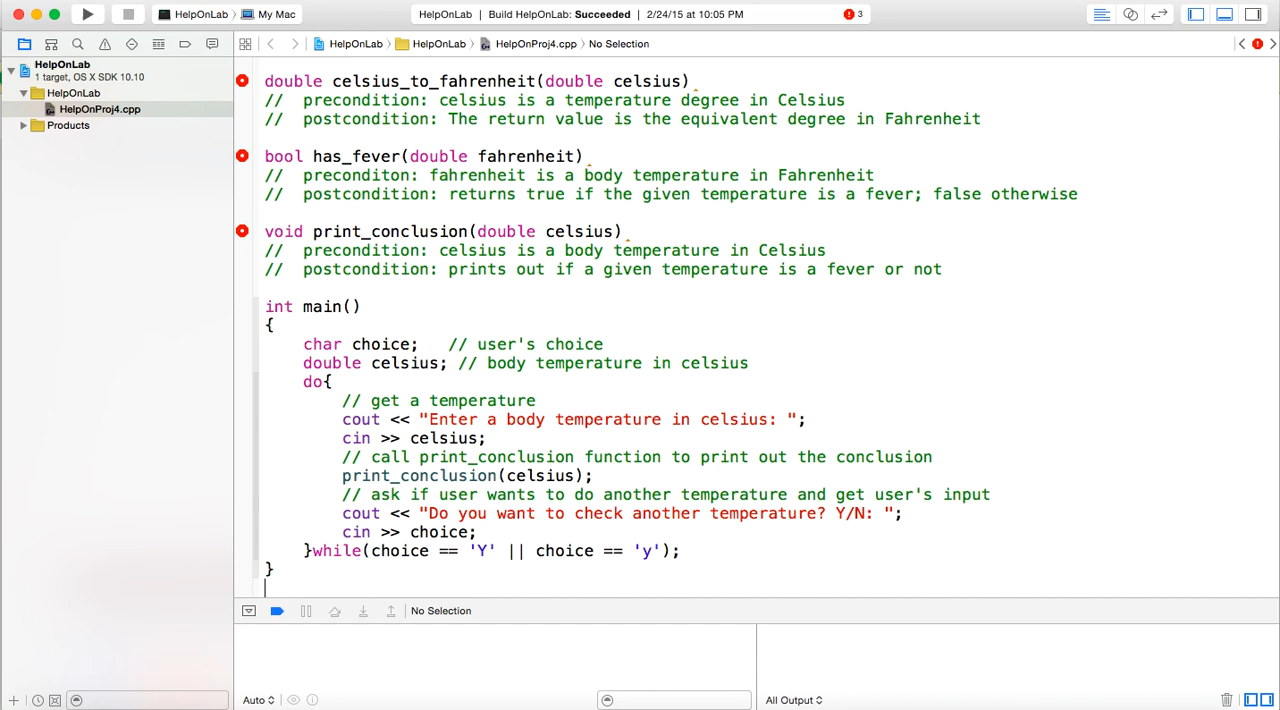 HelpOnLab
My Mac
HelpOnLab | Build HelpOnLab: Succeeded | 2/24/15 at 10:05 PM
3
HelpOnLab
1 target, OS X SDK 10.10
HelpOnLab
HelpOnProj4.cpp
Products
HelpOnLab
HelpOnLab
HelpOnProj4.cpp
No Selection
double celsius_to_fahrenheit(double celsius)
//  precondition: celsius is a temperature degree in Celsius
//  postcondition: The return value is the equivalent degree in Fahrenheit
bool has_fever(double fahrenheit)
//  preconditon: fahrenheit is a body temperature in Fahrenheit
//  postcondition: returns true if the given temperature is a fever; false otherwise
void print_conclusion(double celsius)
//  precondition: celsius is a body temperature in Celsius
//  postcondition: prints out if a given temperature is a fever or not
int main()
{
    char choice;   // user's choice
    double celsius; // body temperature in celsius
    do{
        // get a temperature
        cout << "Enter a body temperature in celsius: ";
        cin >> celsius;
        // call print_conclusion function to print out the conclusion
        print_conclusion(celsius);
        // ask if user wants to do another temperature and get user's input
        cout << "Do you want to check another temperature? Y/N: ";
        cin >> choice;
    }while(choice == 'Y' || choice == 'y');
}
No Selection
Auto
All Output